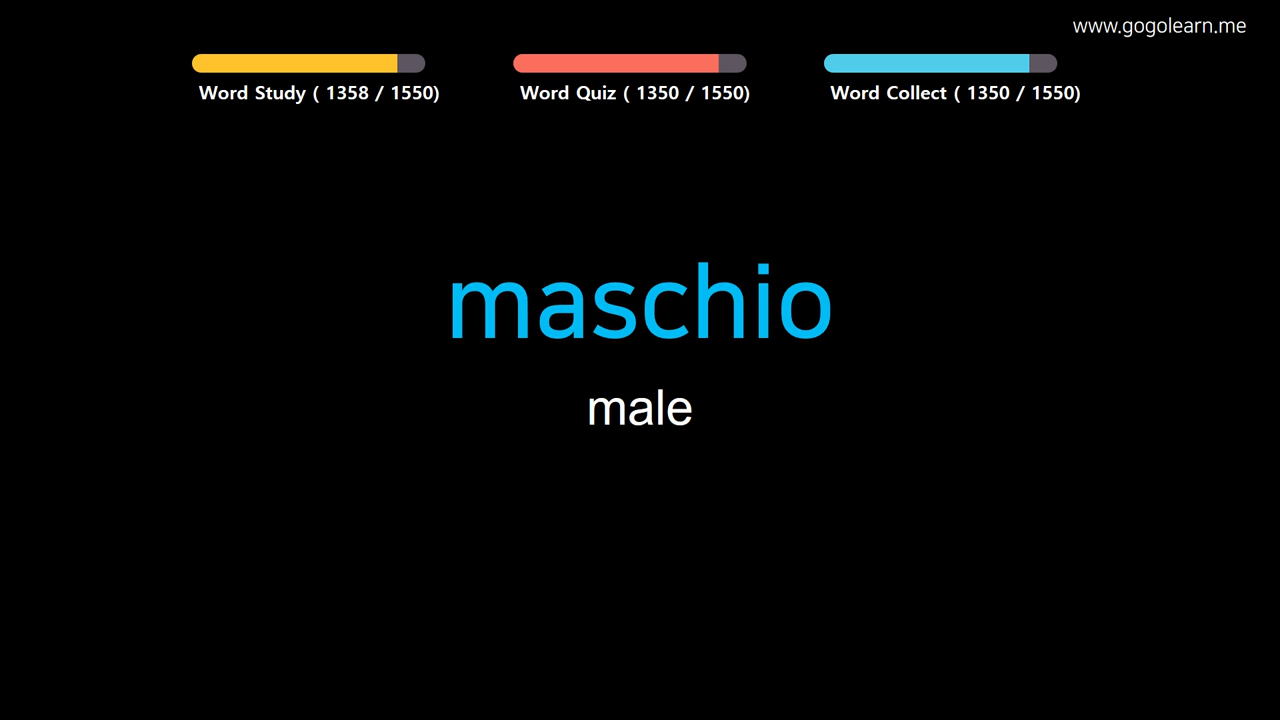 www.gogolearn.me
Word Study ( 1358 / 1550)
Word Quiz ( 1350 / 1550)
Word Collect ( 1350 / 1550)
maschio
male